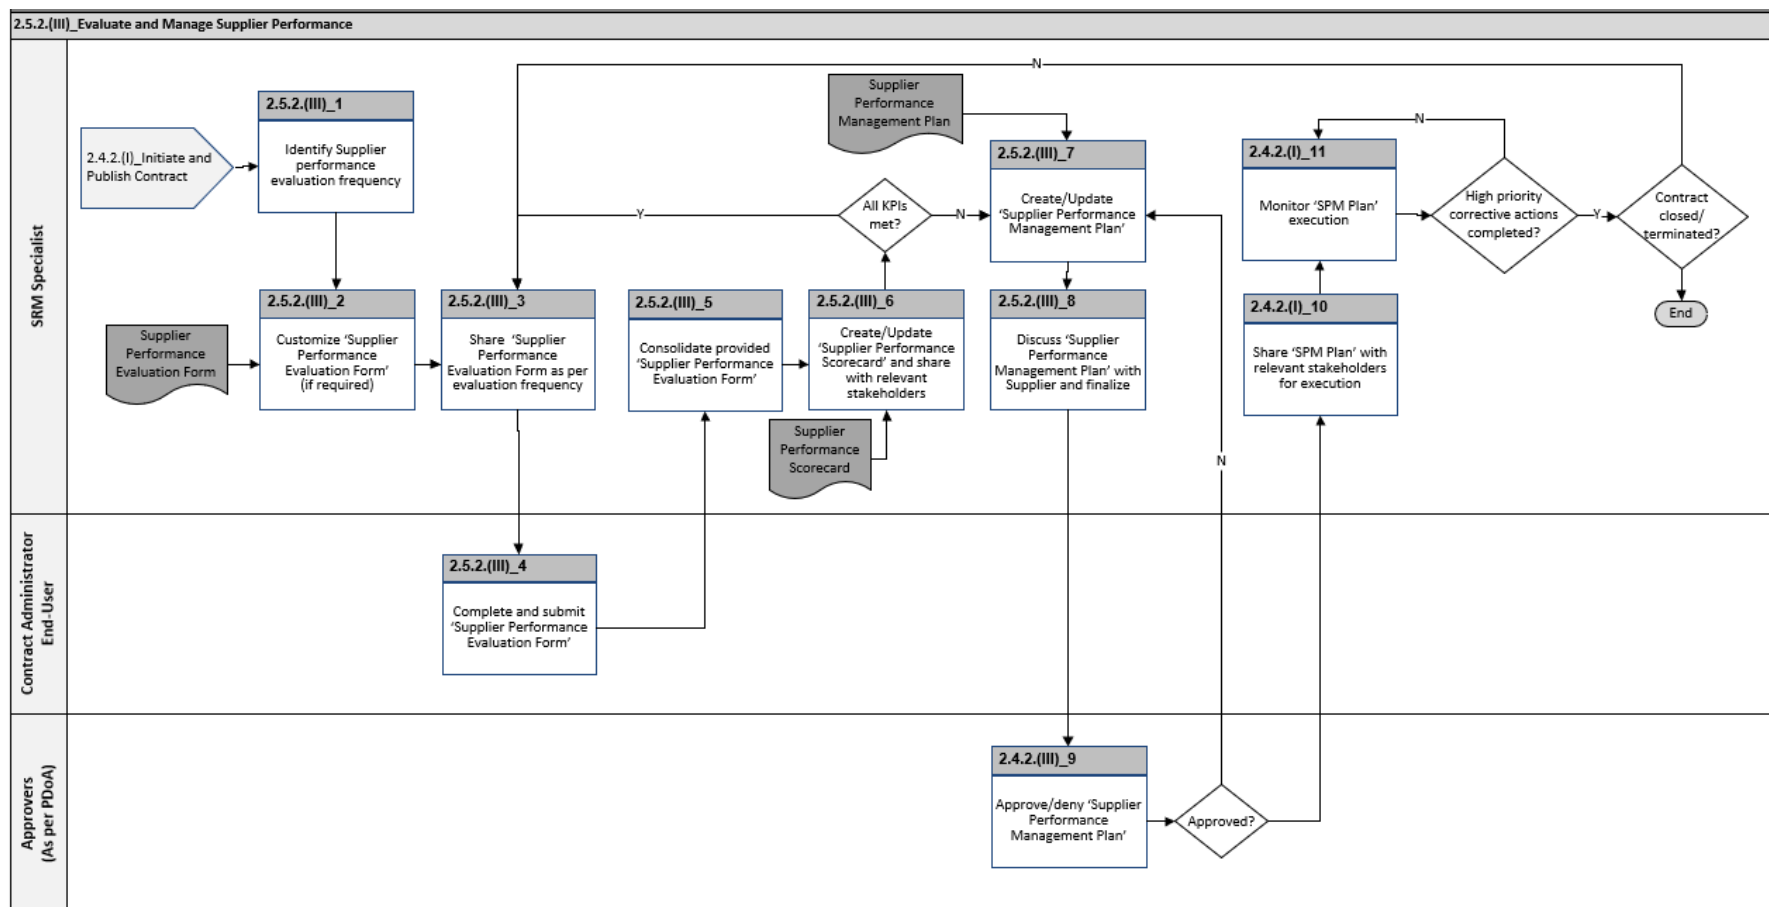 2.5.2.(III)_Evaluate and Manage Supplier Performance
SRM Specialist
2.4.2.(I)_Initiate and
Publish Contract
2.5.2.(III)_1
Identify Supplier
performance
evaluation frequency
Supplier
Performance
Evaluation Form
2.5.2.(III)_2
Customize ‘Supplier
Performance
Evaluation Form’
(if required)
2.5.2.(III)_3
Share ‘Supplier
Performance
Evaluation Form as per
evaluation frequency
2.5.2.(III)_5
Consolidate provided
‘Supplier Performance
Evaluation Form’
2.5.2.(III)_6
Create/Update
‘Supplier Performance
Scorecard’ and share
with relevant
stakeholders
Supplier
Performance
Scorecard
All KPIs
met?
Y
N
Supplier
Performance
Management Plan
2.5.2.(III)_7
Create/Update
‘Supplier Performance
Management Plan’
2.5.2.(III)_8
Discuss ‘Supplier
Performance
Management Plan’ with
Supplier and finalize
N
N
2.4.2.(I)_11
Monitor ‘SPM Plan’
execution
N
High priority
corrective actions
completed?
Y
Contract
closed/
terminated?
End
2.4.2.(I)_10
Share ‘SPM Plan’ with
relevant stakeholders
for execution
Contract Administrator
End-User
2.5.2.(III)_4
Complete and submit
‘Supplier Performance
Evaluation Form’
Approvers
(As per PDoA)
2.4.2.(III)_9
Approve/deny ‘Supplier
Performance
Management Plan’
Approved?